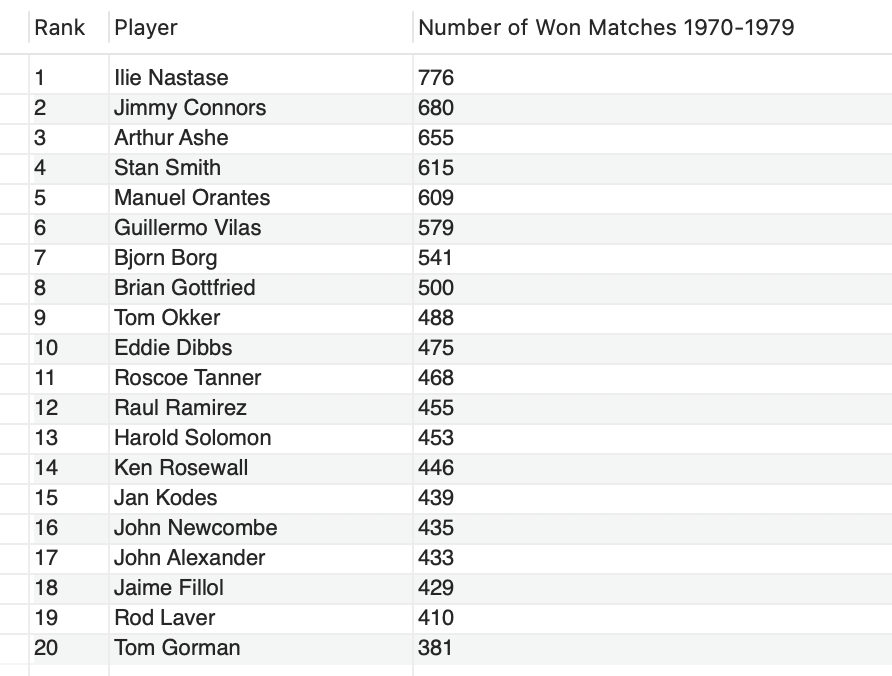 Rank Player Number of Won Matches 1970-1979
1 Ilie Nastase 776
2 Jimmy Connors 680
3 Arthur Ashe 655
4 Stan Smith 615
5 Manuel Orantes 609
6 Guillermo Vilas 579
7 Bjorn Borg 541
8 Brian Gottfried 500
9 Tom Okker 488
10 Eddie Dibbs 475
11 Roscoe Tanner 468
12 Raul Ramirez 455
13 Harold Solomon 453
14 Ken Rosewall 446
15 Jan Kodes 439
16 John Newcombe 435
17 John Alexander 433
18 Jaime Fillol 429
19 Rod Laver 410
20 Tom Gorman 381